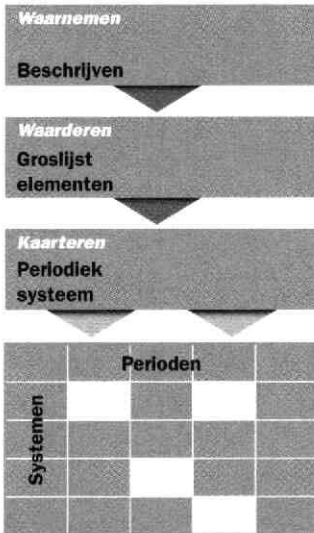 Waarnemen
Beschrijven
Waarderen
Groslijst
elementen
Kaarteren
Periodiek
systeem
Perioden
Systemen